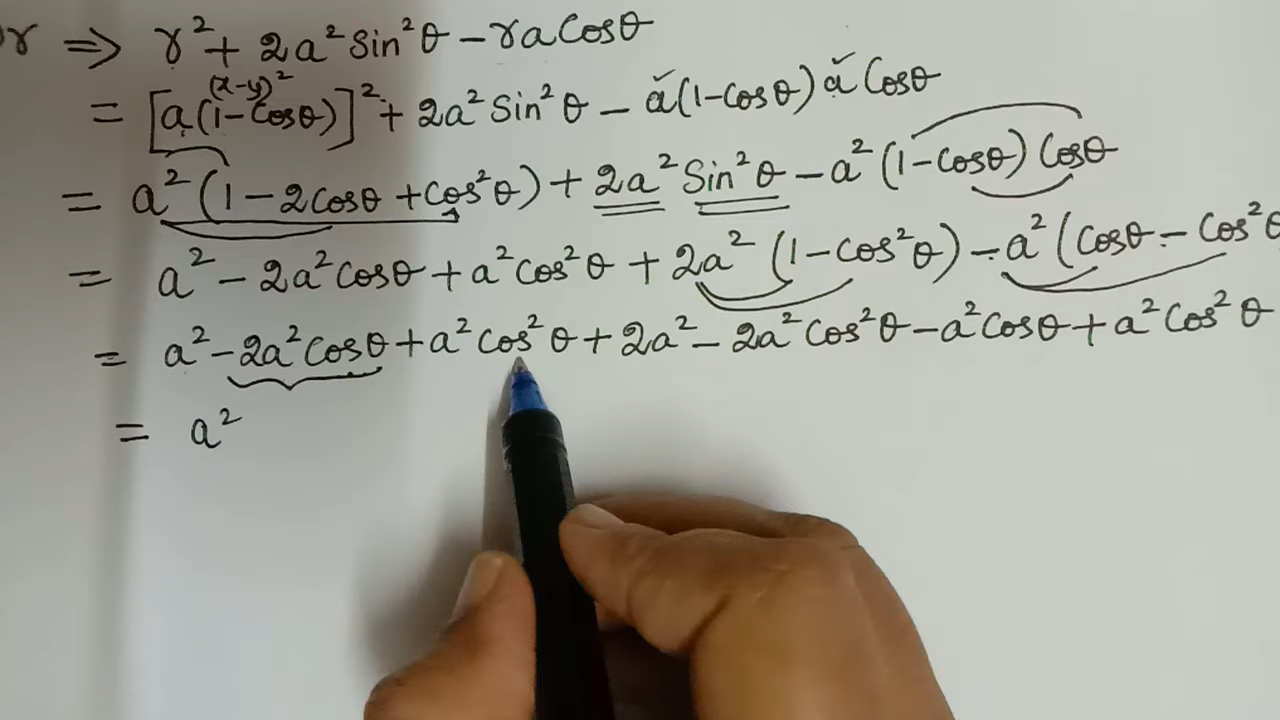 r ⇒ r² + 2a² Sin²θ - ra Cosθ
(x-y)²
= [a(1-Cosθ)]² + 2a² Sin²θ - a(1-Cosθ) a Cosθ
= a² (1 - 2Cosθ + Cos²θ) + 2a² Sin²θ - a² (1-Cosθ) Cosθ
= a² - 2a² Cosθ + a² Cos²θ + 2a² (1-Cos²θ) - a² (Cosθ - Cos²θ
= a² - 2a² Cosθ + a² Cos²θ + 2a² - 2a² Cos²θ - a² Cosθ + a² Cos²θ
= a²